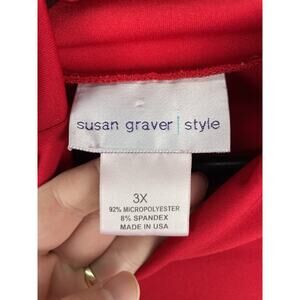 susan graver | style
3X
92% MICROPOLYESTER
8% SPANDEX
MADE IN USA